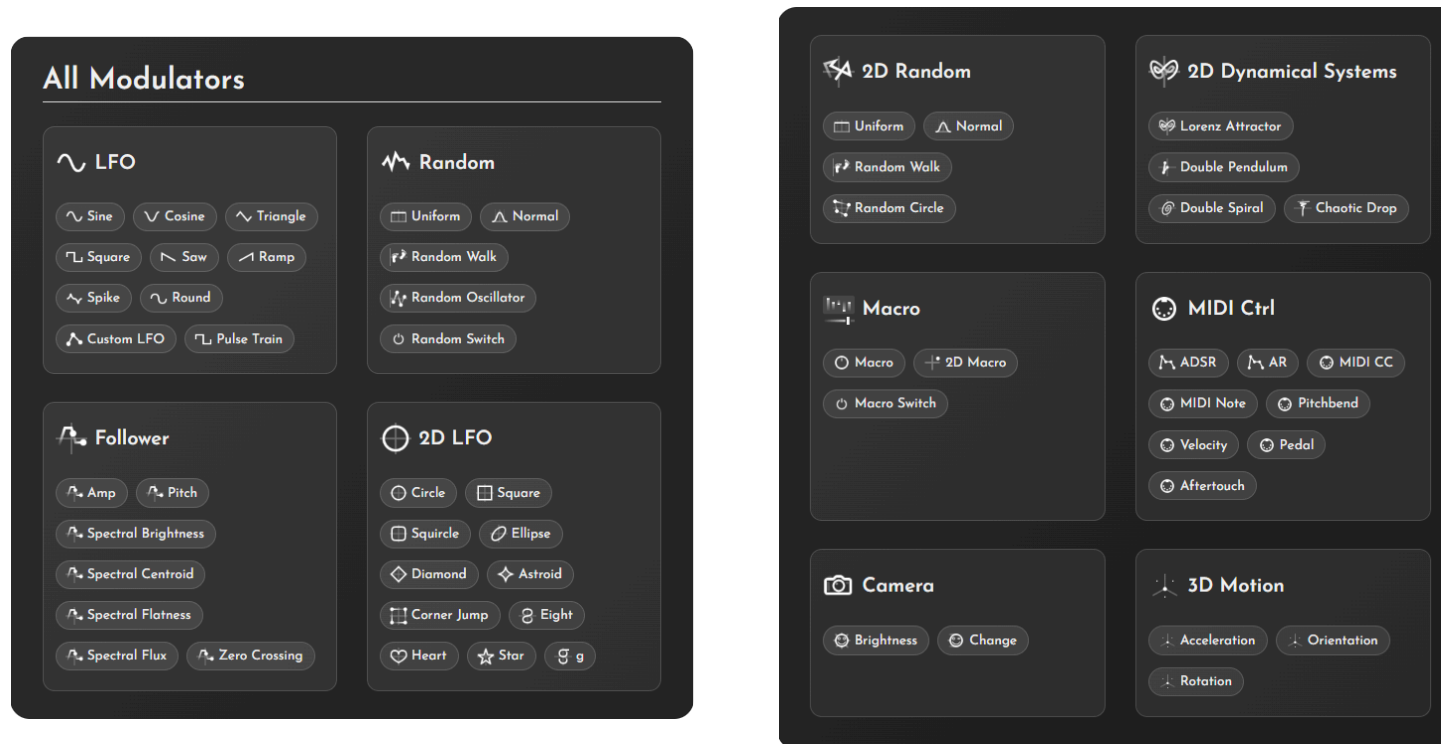 All Modulators
LFO
Sine Cosine Triangle
Square Saw Ramp
Spike Round
Custom LFO Pulse Train
Random
Uniform Normal
Random Walk
Random Oscillator
Random Switch
Follower
Amp Pitch
Spectral Brightness
Spectral Centroid
Spectral Flatness
Spectral Flux Zero Crossing
2D LFO
Circle Square
Squircle Ellipse
Diamond Astroid
Corner Jump Eight
Heart Star g
2D Random
Uniform Normal
Random Walk
Random Circle
2D Dynamical Systems
Lorenz Attractor
Double Pendulum
Double Spiral Chaotic Drop
Macro
Macro 2D Macro
Macro Switch
MIDI Ctrl
ADSR AR MIDI CC
MIDI Note Pitchbend
Velocity Pedal
Aftertouch
Camera
Brightness Change
3D Motion
Acceleration Orientation
Rotation